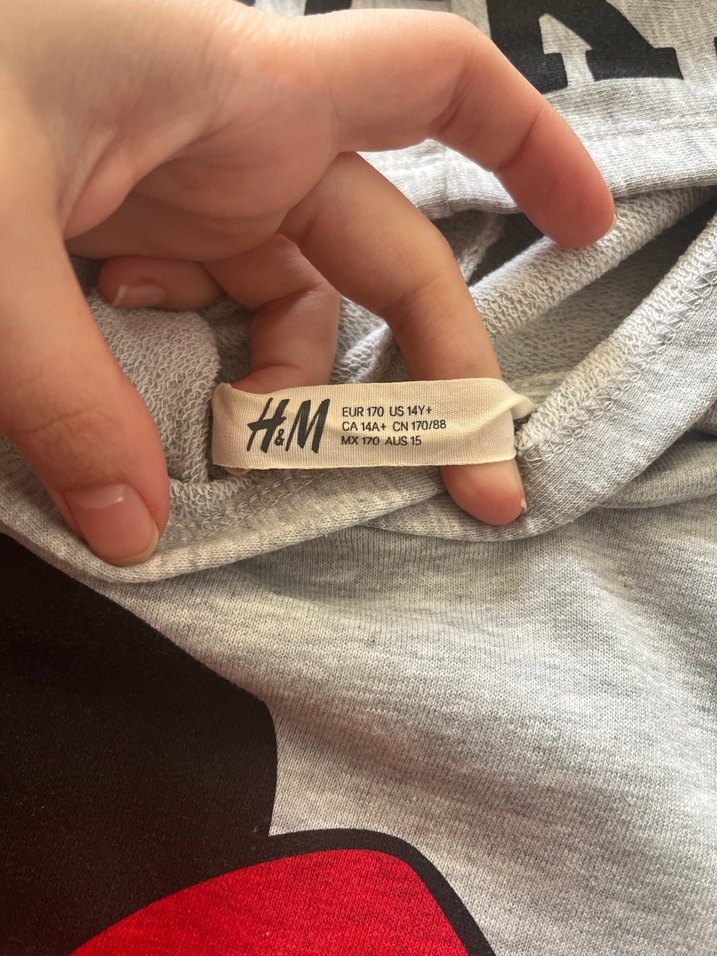 H&M
EUR 170 US 14Y+
CA 14A+ CN 170/88
MX 170 AUS 15